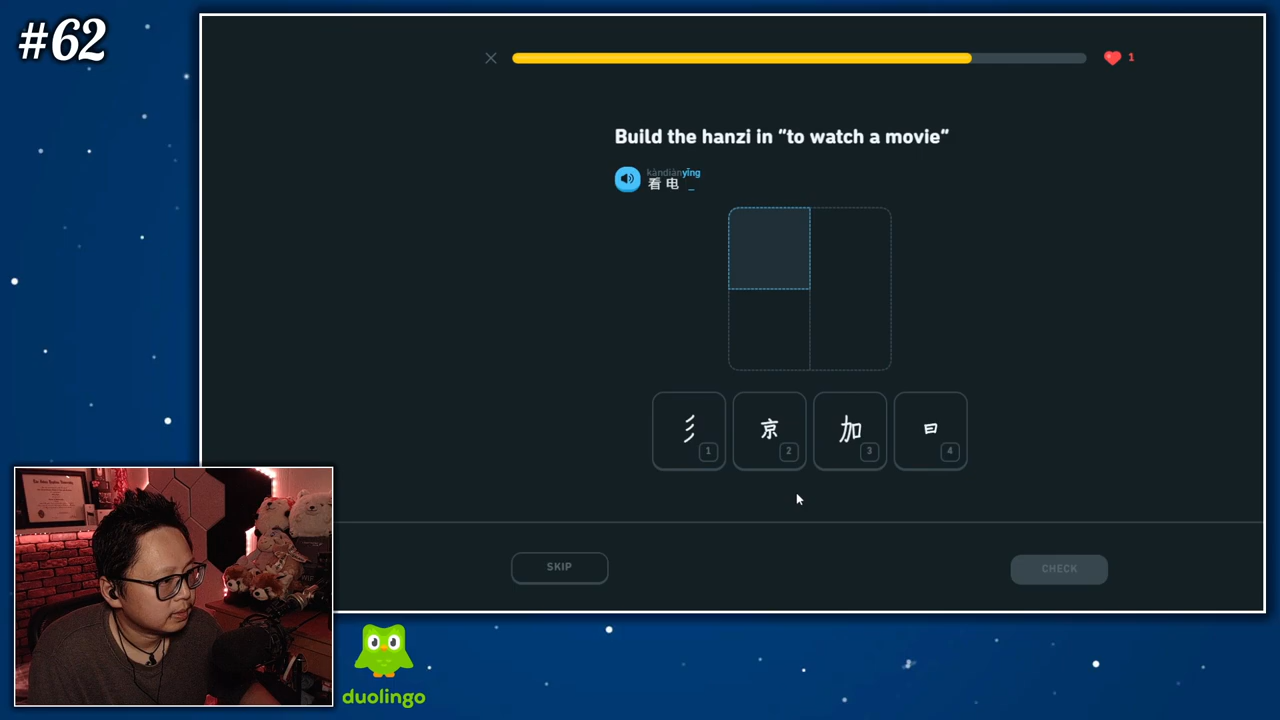 #62
1
Build the hanzi in “to watch a movie”
kàndiànyǐng
看 电 _
彡 1
京 2
加 3
曰 4
SKIP
CHECK
duolingo